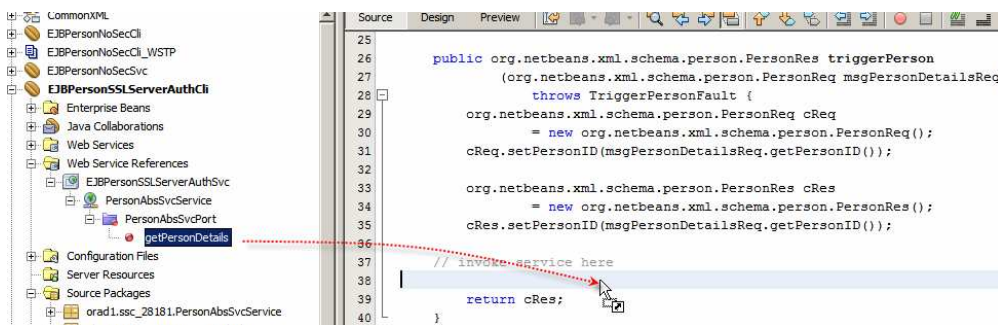 CommonXML
EJBPersonNoSecCli
EJBPersonNoSecCli_WSTP
EJBPersonNoSecSvc
EJBPersonSSLServerAuthCli
Enterprise Beans
Java Collaborations
Web Services
Web Service References
EJBPersonSSLServerAuthSvc
PersonAbsSvcService
PersonAbsSvcPort
getPersonDetails
Configuration Files
Server Resources
Source Packages
orad1.ssc_28181.PersonAbsSvcService
Source Design Preview
25
26 public org.netbeans.xml.schema.person.PersonRes triggerPerson
27 (org.netbeans.xml.schema.person.PersonReq msgPersonDetailsReq
28 throws TriggerPersonFault {
29 org.netbeans.xml.schema.person.PersonReq cReq
30 = new org.netbeans.xml.schema.person.PersonReq();
31 cReq.setPersonID(msgPersonDetailsReq.getPersonID());
32
33 org.netbeans.xml.schema.person.PersonRes cRes
34 = new org.netbeans.xml.schema.person.PersonRes();
35 cRes.setPersonID(msgPersonDetailsReq.getPersonID());
36
37 // invoke service here
38
39 return cRes;
40 }